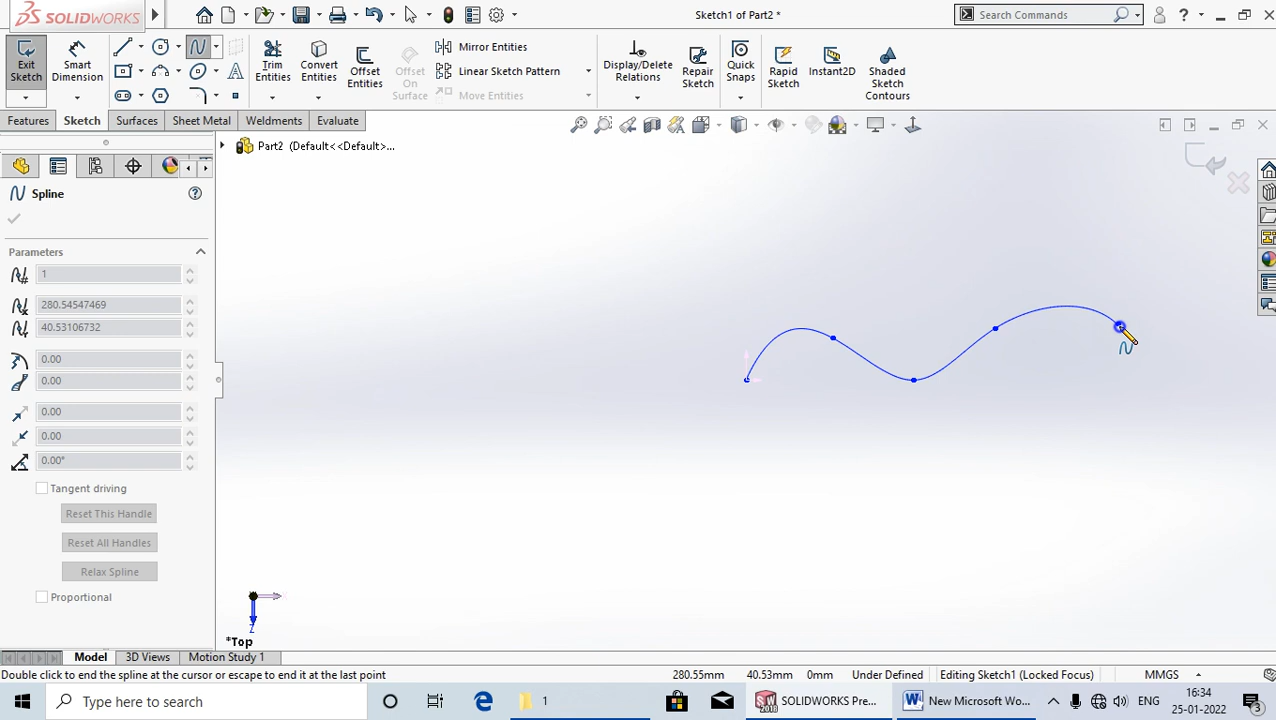 SOLIDWORKS
Sketch1 of Part2 *
Search Commands
?
Exit Sketch
Smart Dimension
Trim Entities
Convert Entities
Offset Entities
Offset On Surface
Mirror Entities
Linear Sketch Pattern
Move Entities
Display/Delete Relations
Repair Sketch
Quick Snaps
Rapid Sketch
Instant2D
Shaded Sketch Contours
Features
Sketch
Surfaces
Sheet Metal
Weldments
Evaluate
Part2 (Default<<Default>...
Spline
Parameters
1
280.54547469
40.53106732
0.00
0.00
0.00
0.00
0.00°
Tangent driving
Reset This Handle
Reset All Handles
Relax Spline
Proportional
Z
*Top
Model
3D Views
Motion Study 1
Double click to end the spline at the cursor or escape to end it at the last point
280.55mm
40.53mm
0mm
Under Defined
Editing Sketch1 (Locked Focus)
MMGS
Type here to search
1
SOLIDWORKS Pre...
New Microsoft Wo...
ENG
16:34
25-01-2022
3